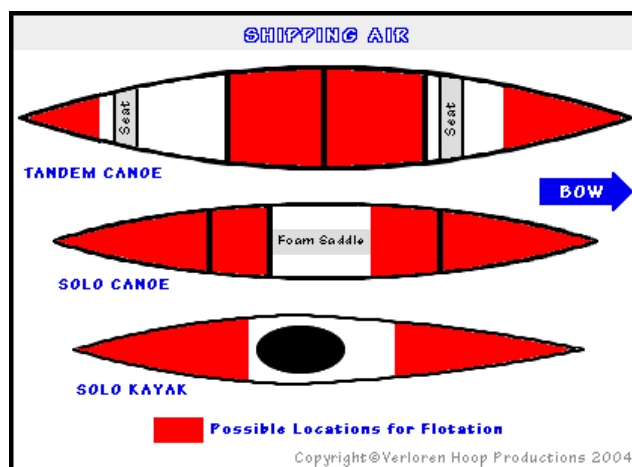 SHIPPING AIR
Seat
Seat
TANDEM CANOE
BOW
Foam Saddle
SOLO CANOE
SOLO KAYAK
Possible Locations for Flotation
Copyright©Verloren Hoop Productions 2004